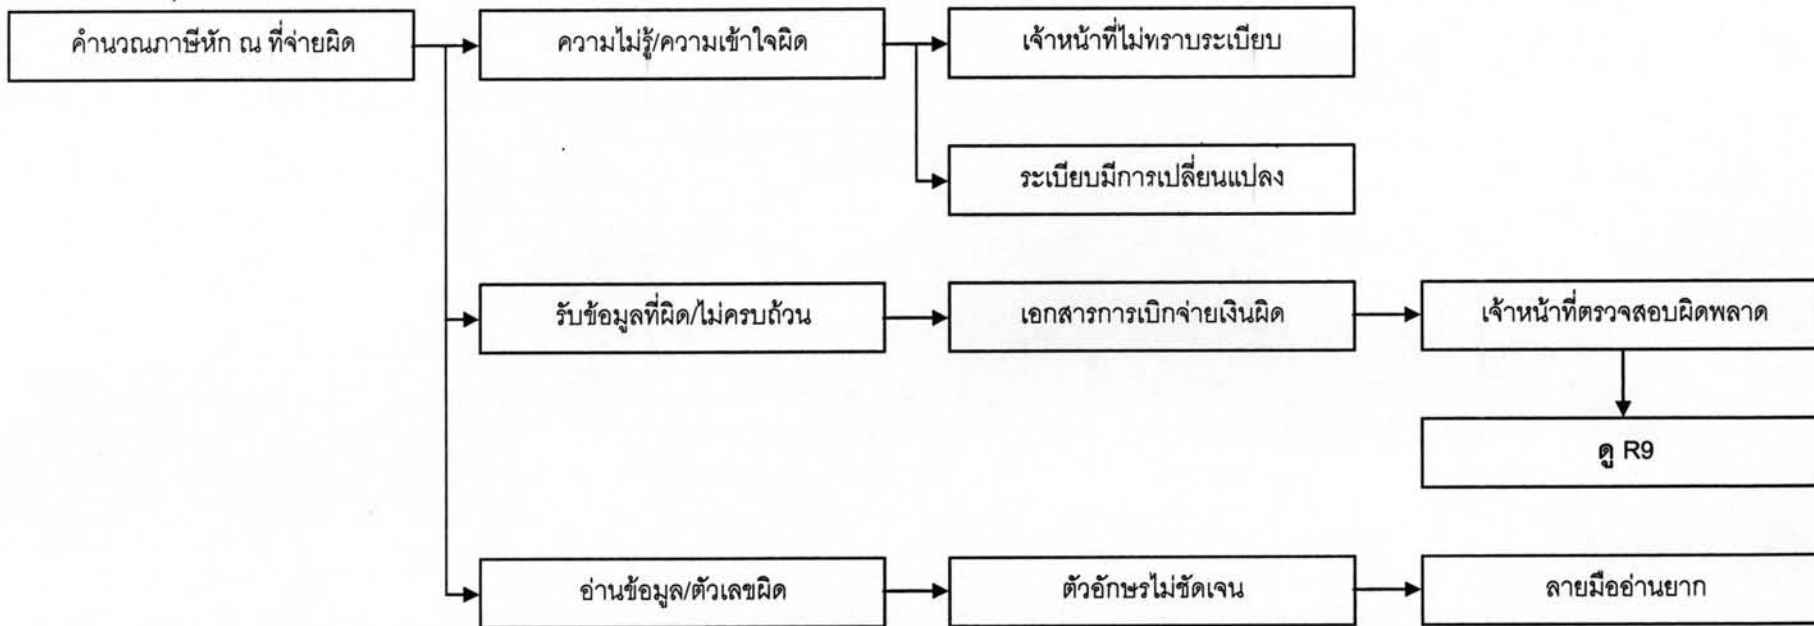 คำนวณภาษีหัก ณ ที่จ่ายผิด
ความไม่รู้/ความเข้าใจผิด
เจ้าหน้าที่ไม่ทราบระเบียบ
ระเบียบมีการเปลี่ยนแปลง
รับข้อมูลที่ผิด/ไม่ครบถ้วน
เอกสารการเบิกจ่ายเงินผิด
เจ้าหน้าที่ตรวจสอบผิดพลาด
ดู R9
อ่านข้อมูล/ตัวเลขผิด
ตัวอักษรไม่ชัดเจน
ลายมืออ่านยาก